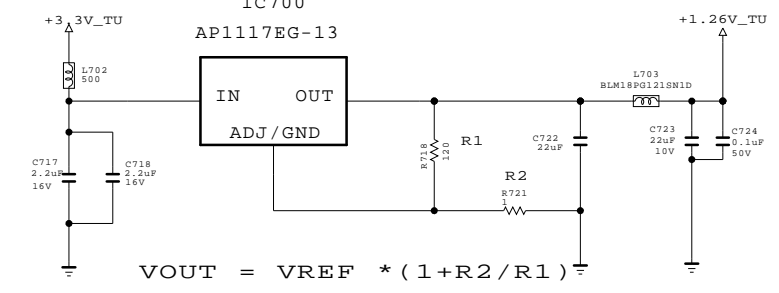 IC700
+3.3V_TU
+1.26V_TU
AP1117EG-13
L702
500
L703
BLM18PG121SN1D
IN
OUT
ADJ/GND
R1
R718
120
C722
22uF
C723
22uF
10V
C724
0.1uF
50V
C717
2.2uF
16V
C718
2.2uF
16V
R2
R721
1
VOUT = VREF *(1+R2/R1)